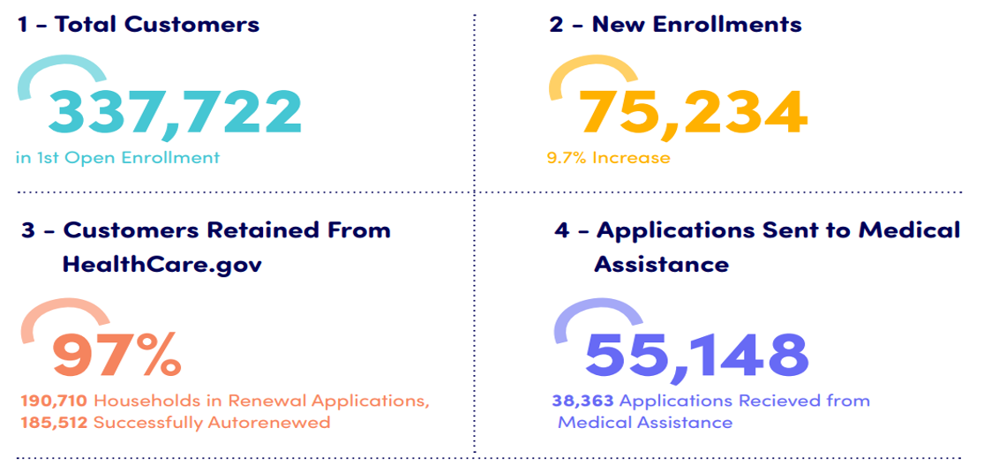 1 – Total Customers
337,722
in 1st Open Enrollment
2 – New Enrollments
75,234
9.7% Increase
3 – Customers Retained From
HealthCare.gov
97%
190,710 Households in Renewal Applications,
185,512 Successfully Autorenewed
4 – Applications Sent to Medical
Assistance
55,148
38,363 Applications Recieved from
Medical Assistance